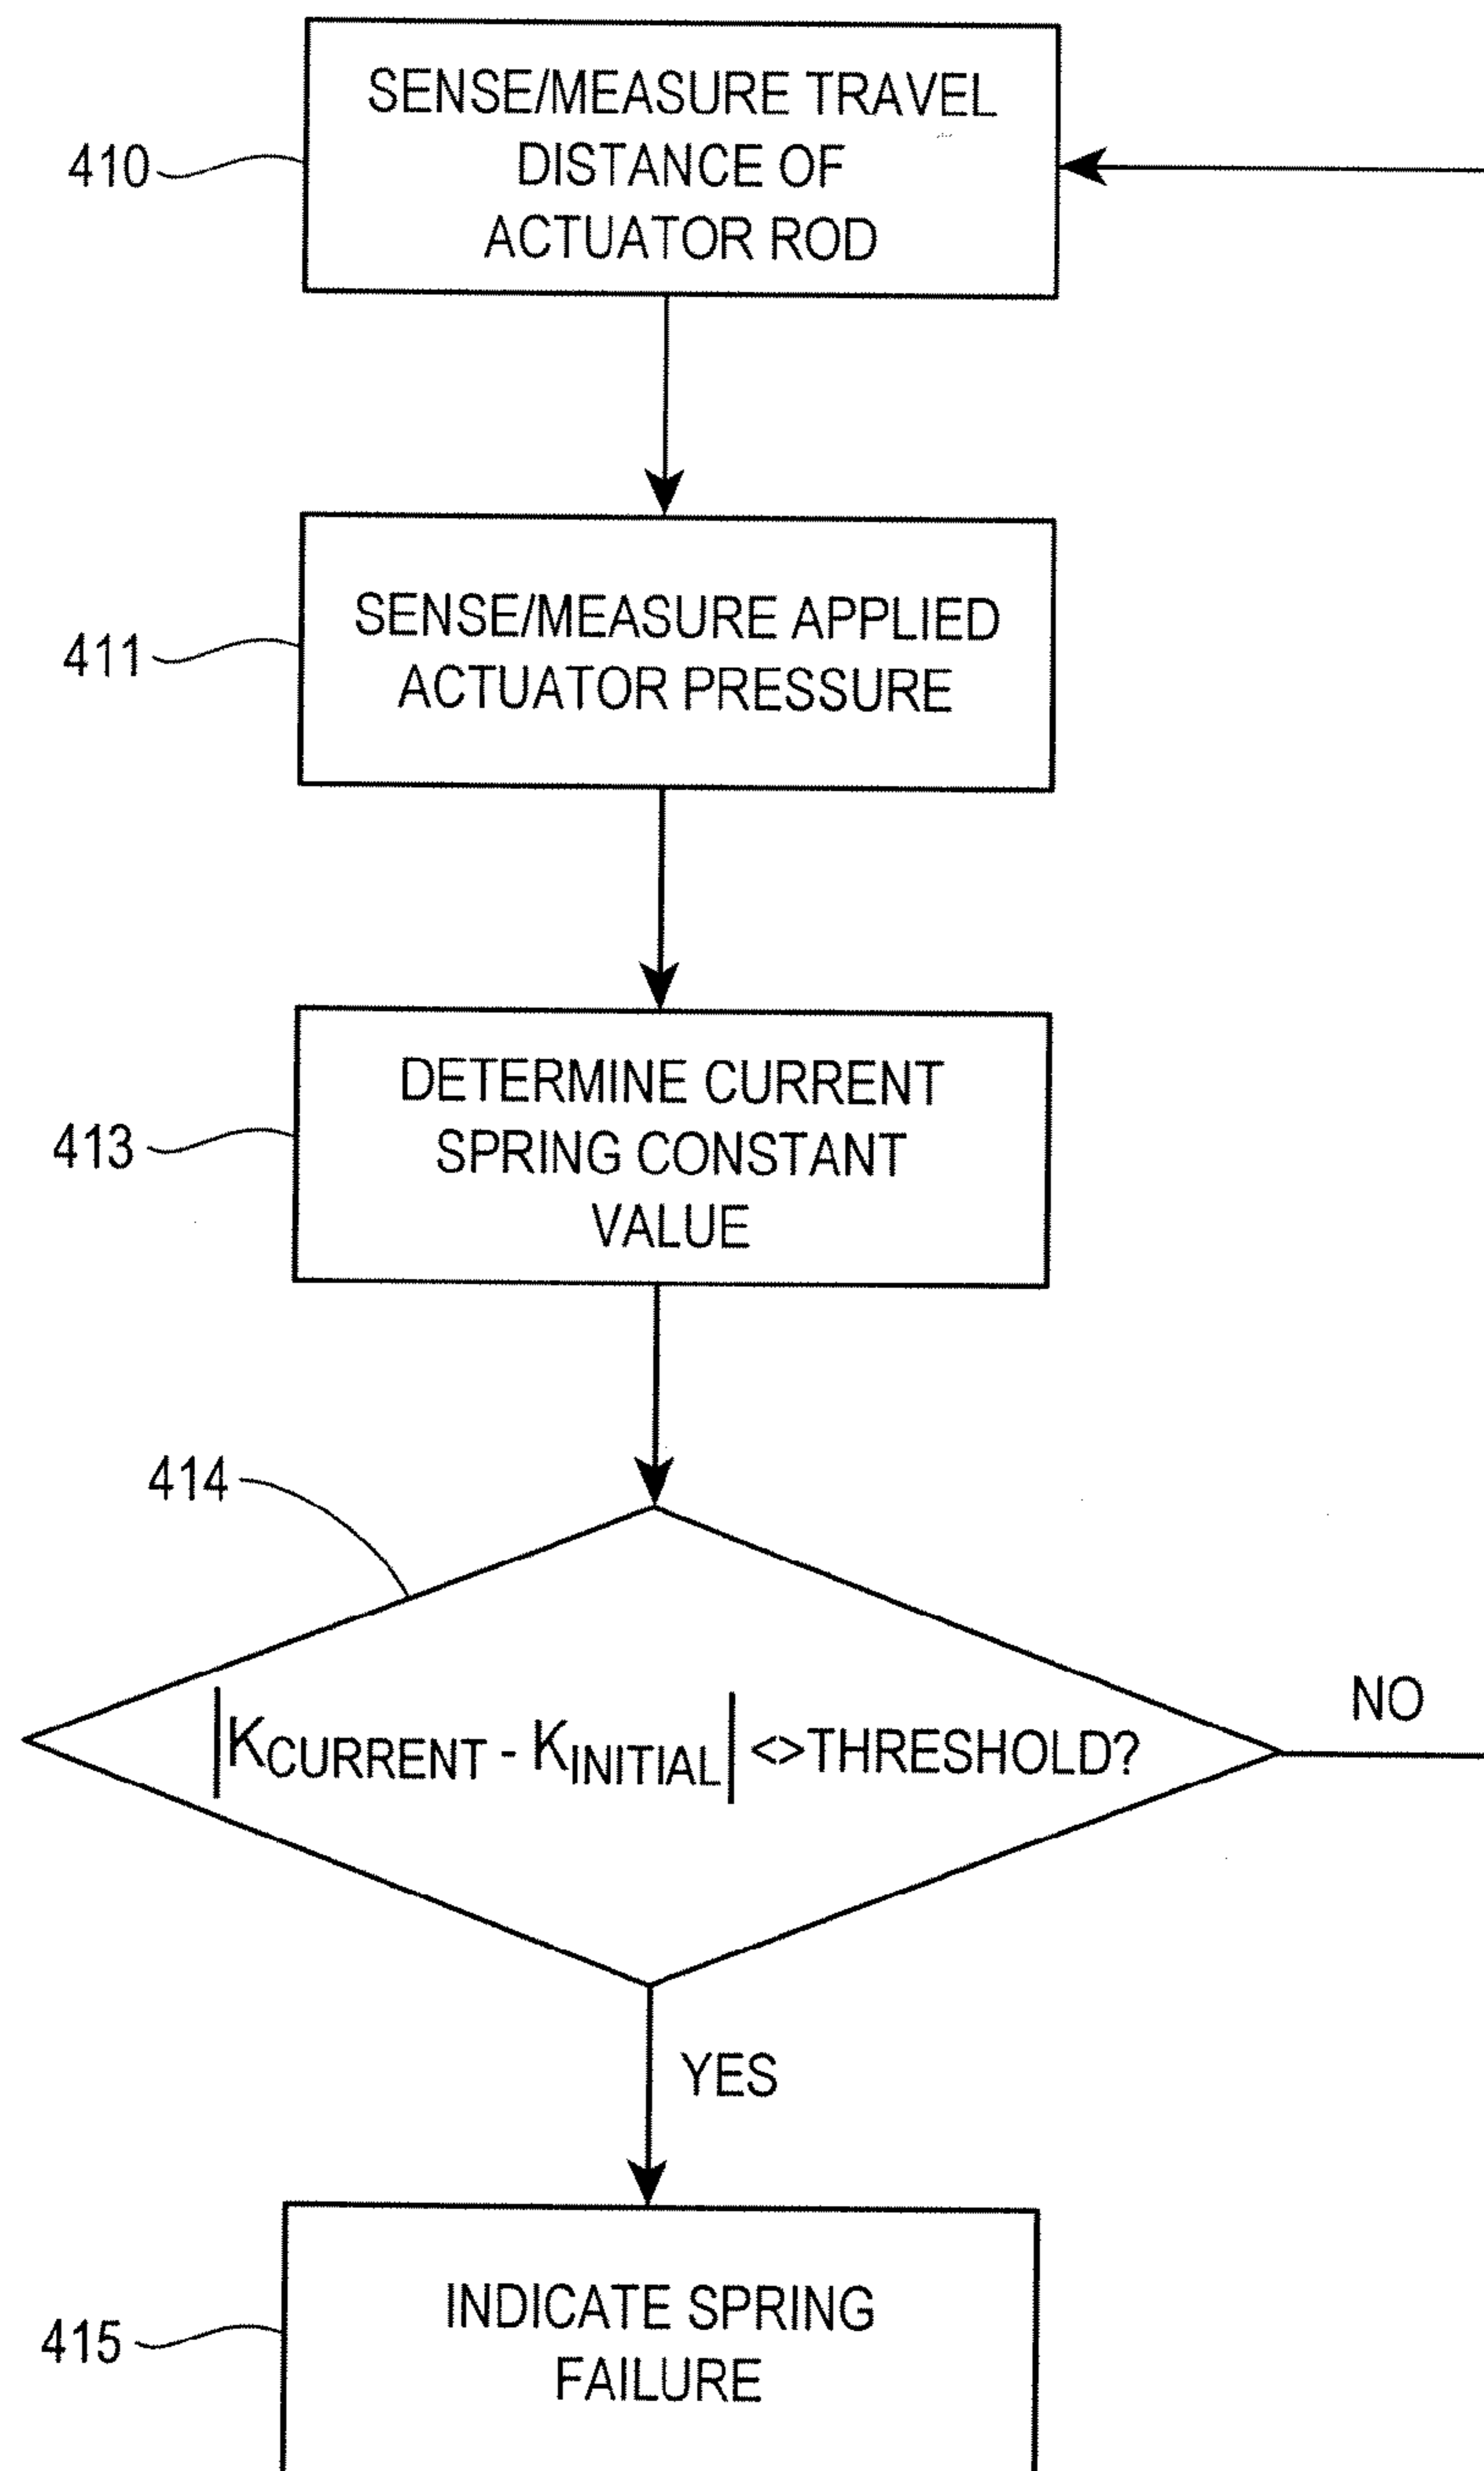 SENSE/MEASURE TRAVEL
DISTANCE OF
ACTUATOR ROD
410
SENSE/MEASURE APPLIED
ACTUATOR PRESSURE
411
DETERMINE CURRENT
SPRING CONSTANT
VALUE
413
414
|KCURRENT - KINITIAL| <>THRESHOLD?
NO
YES
INDICATE SPRING
FAILURE
415